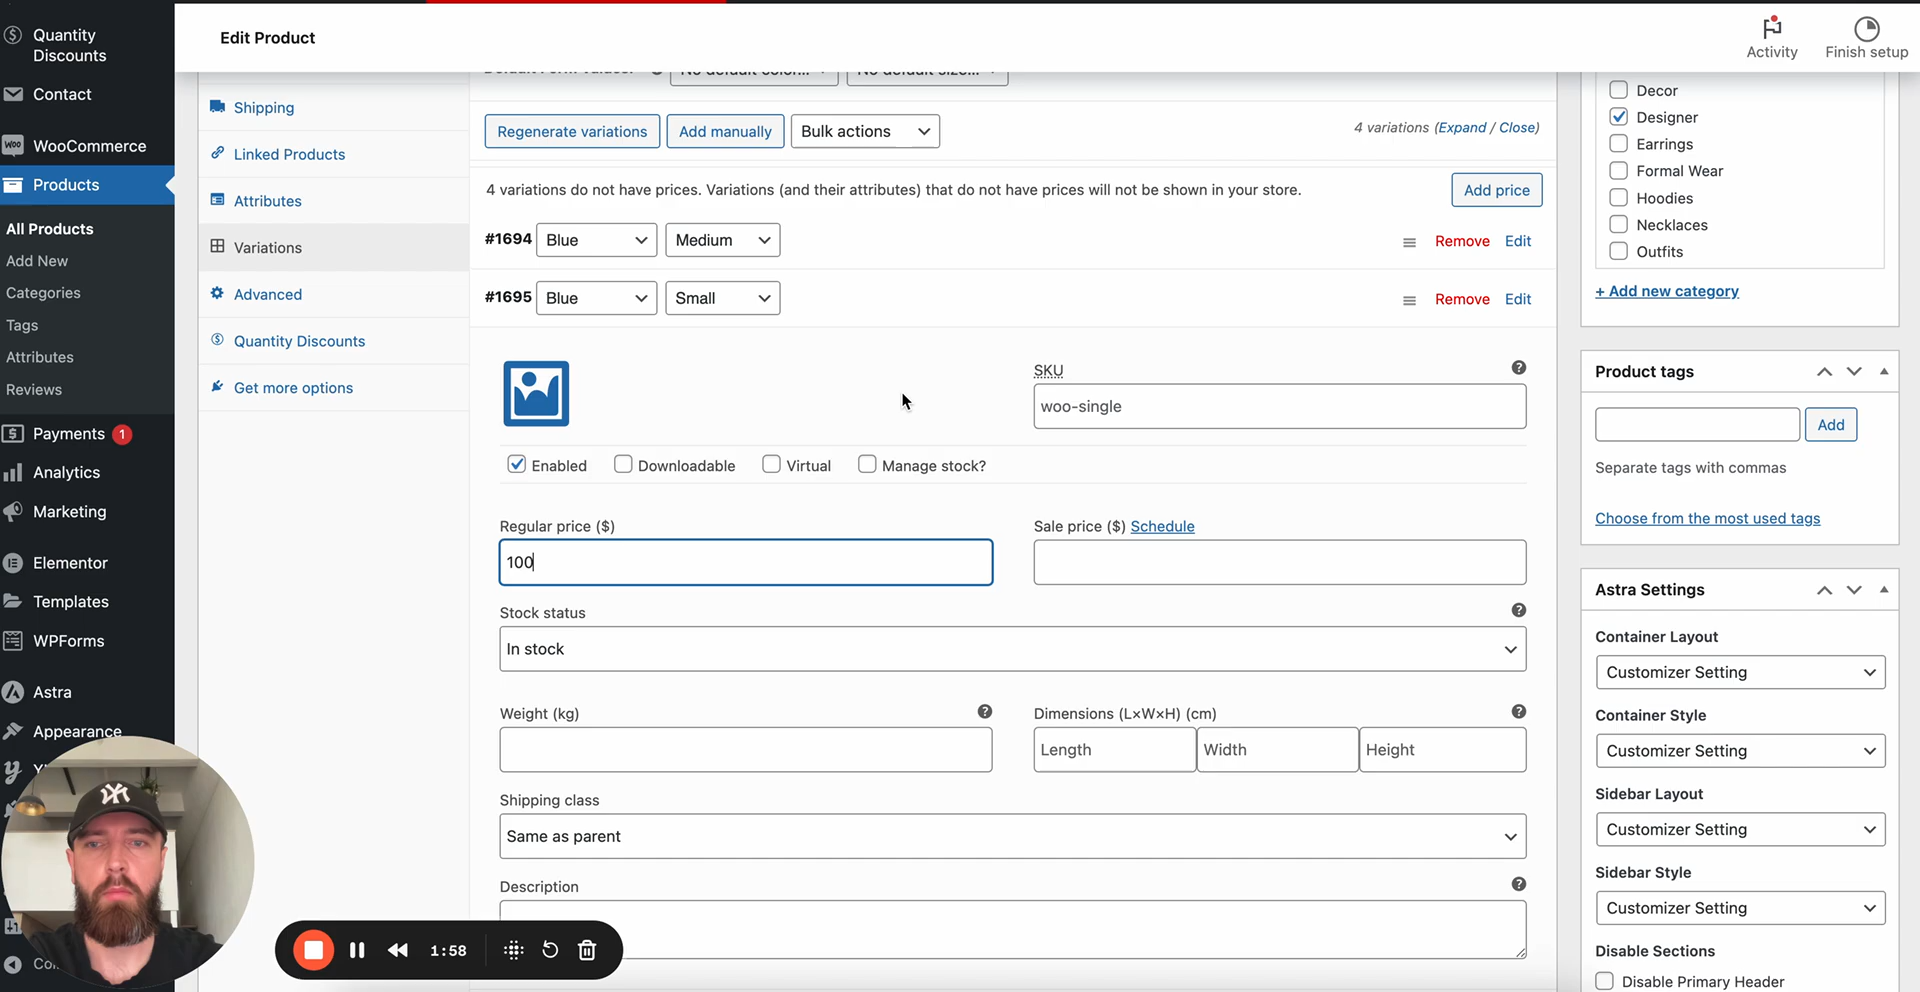 Quantity
Discounts
Contact
WooCommerce
Products
All Products
Add New
Categories
Tags
Attributes
Reviews
Payments 1
Analytics
Marketing
Elementor
Templates
WPForms
Astra
Appearance
Edit Product
Activity
Finish setup
Shipping
Linked Products
Attributes
Variations
Advanced
Quantity Discounts
Get more options
Regenerate variations
Add manually
Bulk actions
4 variations (Expand / Close)
4 variations do not have prices. Variations (and their attributes) that do not have prices will not be shown in your store.
Add price
#1694 Blue Medium Remove Edit
#1695 Blue Small Remove Edit
SKU
woo-single
Enabled Downloadable Virtual Manage stock?
Regular price ($)
100
Sale price ($) Schedule
Stock status
In stock
Weight (kg)
Dimensions (L×W×H) (cm)
Length Width Height
Shipping class
Same as parent
Description
1:58
Decor
Designer
Earrings
Formal Wear
Hoodies
Necklaces
Outfits
+ Add new category
Product tags
Add
Separate tags with commas
Choose from the most used tags
Astra Settings
Container Layout
Customizer Setting
Container Style
Customizer Setting
Sidebar Layout
Customizer Setting
Sidebar Style
Customizer Setting
Disable Sections
Disable Primary Header